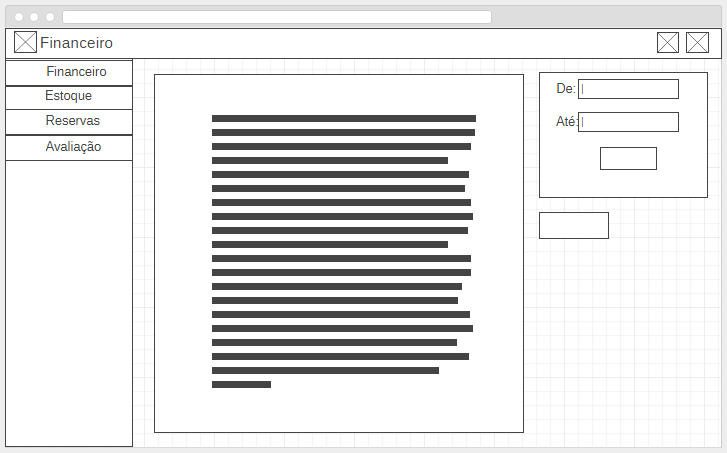 Financeiro
Financeiro
Estoque
Reservas
Avaliação
De:
Até: